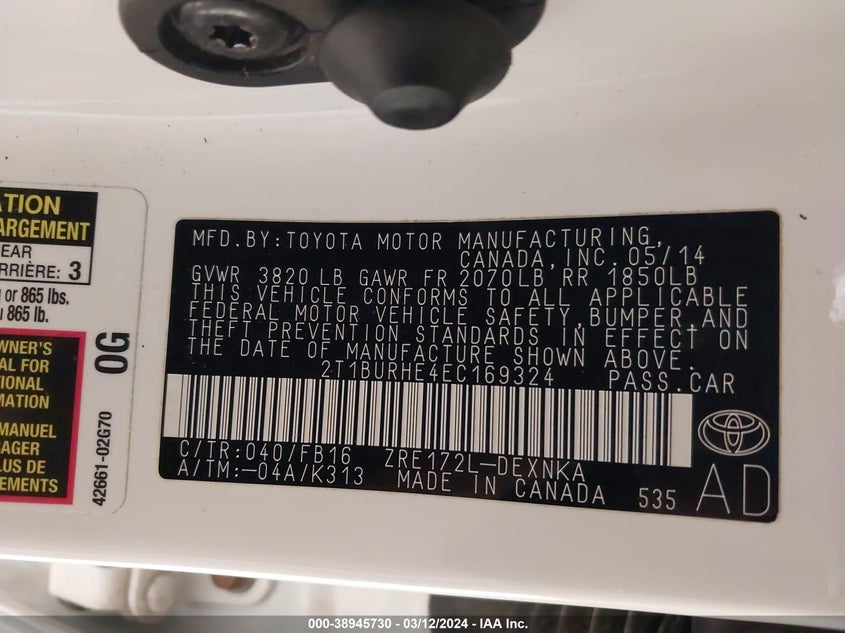 ATION
ARGEMENT
EAR
RRIÈRE: 3
or 865 lbs.
865 lb.
WNER'S
AL FOR
TIONAL
MATION
MANUEL
AGER
LUS DE
EMENTS
0G
42661-02G70
MFD.BY:TOYOTA MOTOR MANUFACTURING,
CANADA,INC.05/14
GVWR 3820LB GAWR FR 2070LB,RR 1850LB
THIS VEHICLE CONFORMS TO ALL APPLICABLE
FEDERAL MOTOR VEHICLE SAFETY,BUMPER,AND
THEFT PREVENTION STANDARDS IN EFFECT ON
THE DATE OF MANUFACTURE SHOWN ABOVE.
2T1BURHE4EC169324 PASS.CAR
C/TR:040/FB16 ZRE172L-DEXNKA
A/TM:-04A/K313 MADE IN CANADA 535
AD
000-38945730 - 03/12/2024 - IAA Inc.